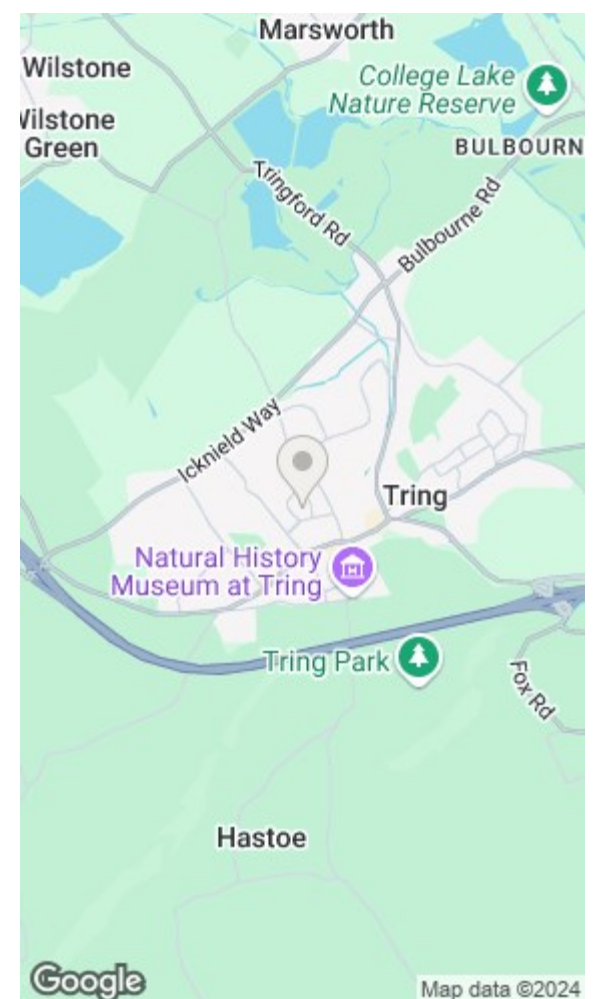 Marsworth
Wilstone
College Lake
Nature Reserve
Wilstone
Green
BULBOURN
Tringford Rd
Bulbourne Rd
Icknield Way
Tring
Natural History
Museum at Tring
Tring Park
Fox Rd
Hastoe
Google
Map data ©2024